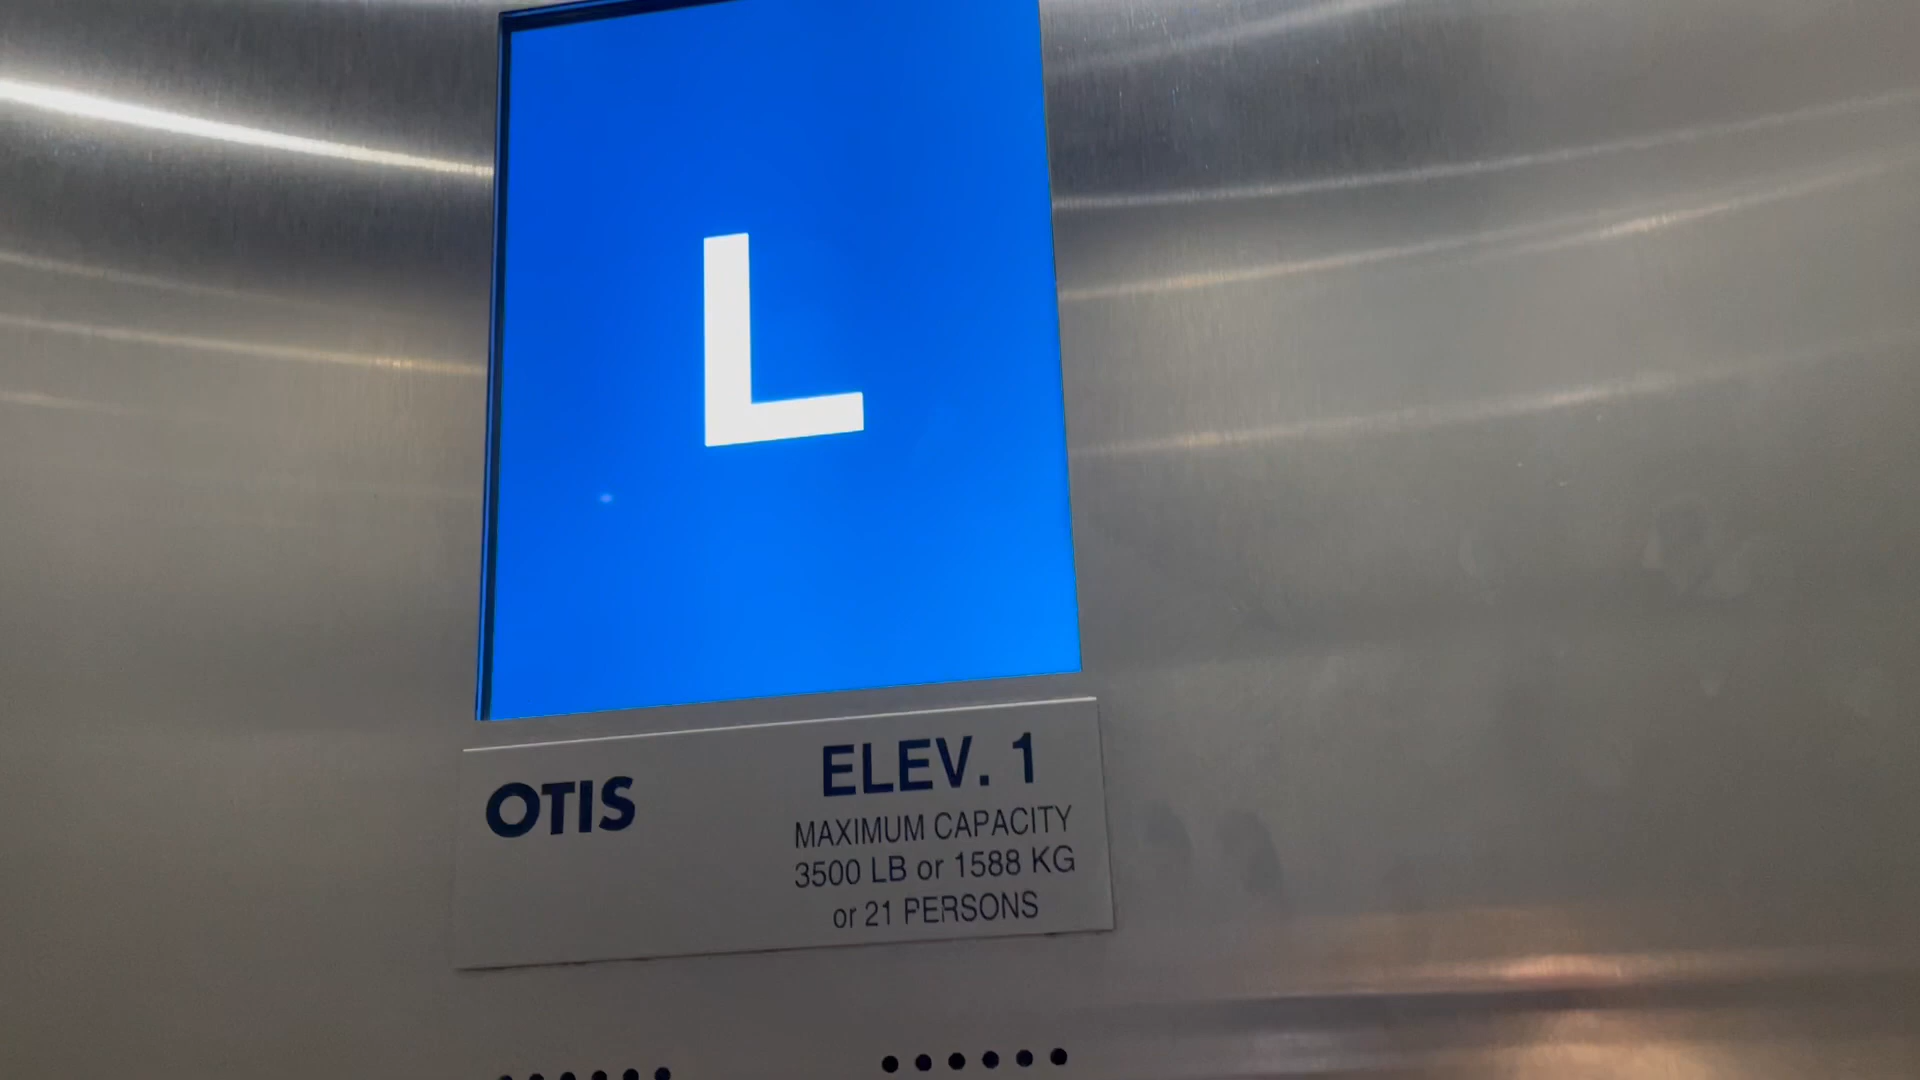 L
OTIS
ELEV. 1
MAXIMUM CAPACITY
3500 LB or 1588 KG
or 21 PERSONS